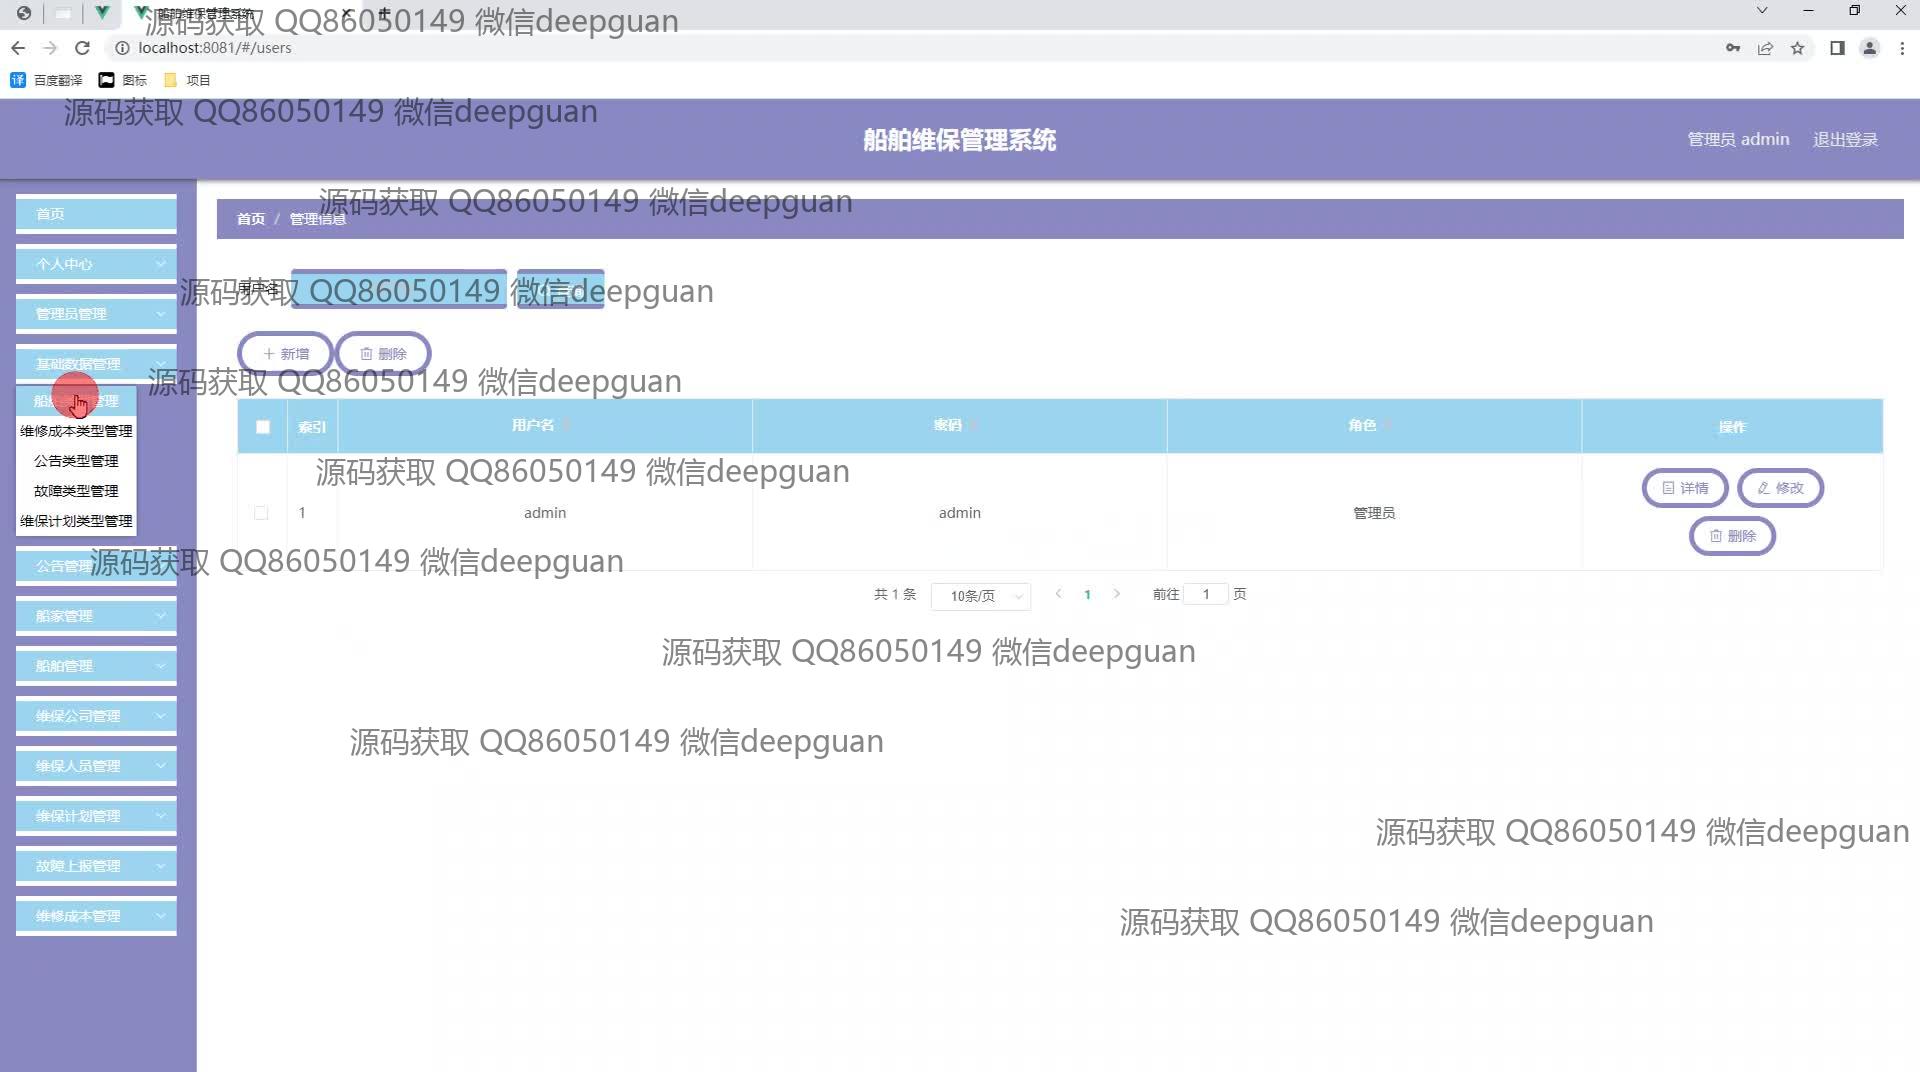 船舶维保管理系统
源码获取 QQ86050149 微信deepguan
localhost:8081/#/users
百度翻译 图标 项目
源码获取 QQ86050149 微信deepguan
船舶维保管理系统
管理员 admin 退出登录
源码获取 QQ86050149 微信deepguan
首页
首页 / 管理信息
个人中心
源码获取 QQ86050149 微信deepguan
用户名
管理员管理
新增 删除
基础数据管理
源码获取 QQ86050149 微信deepguan
管理
维修成本类型管理
公告类型管理
故障类型管理
维保计划类型管理
索引 用户名 密码 角色 操作
源码获取 QQ86050149 微信deepguan
1 admin admin 管理员 详情 修改
删除
公告管理
源码获取 QQ86050149 微信deepguan
共 1 条 10条/页 1 前往 1 页
船家管理
源码获取 QQ86050149 微信deepguan
船舶管理
维保公司管理
源码获取 QQ86050149 微信deepguan
维保人员管理
维保计划管理
源码获取 QQ86050149 微信deepguan
故障上报管理
维修成本管理
源码获取 QQ86050149 微信deepguan